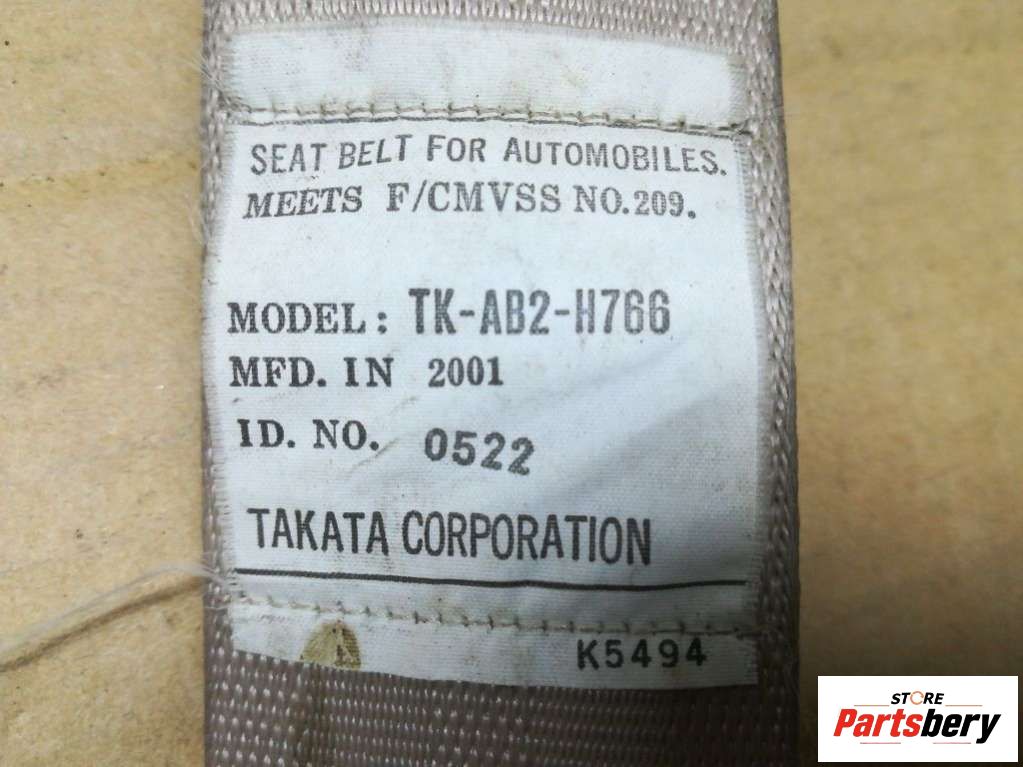 SEAT BELT FOR AUTOMOBILES.
MEETS F/CMVSS NO.209.
MODEL: TK-AB2-H766
MFD. IN 2001
ID. NO. 0522
TAKATA CORPORATION
K5494
STORE
Partsbery